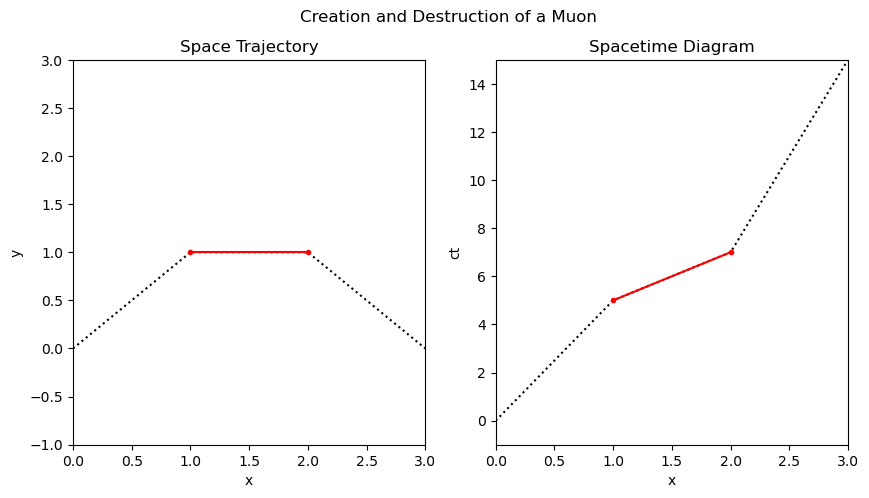 Creation and Destruction of a Muon
Space Trajectory
3.0
2.5
2.0
1.5
1.0
0.5
0.0
−0.5
−1.0
y
0.0 0.5 1.0 1.5 2.0 2.5 3.0
x
Spacetime Diagram
14
12
10
8
6
4
2
0
ct
0.0 0.5 1.0 1.5 2.0 2.5 3.0
x